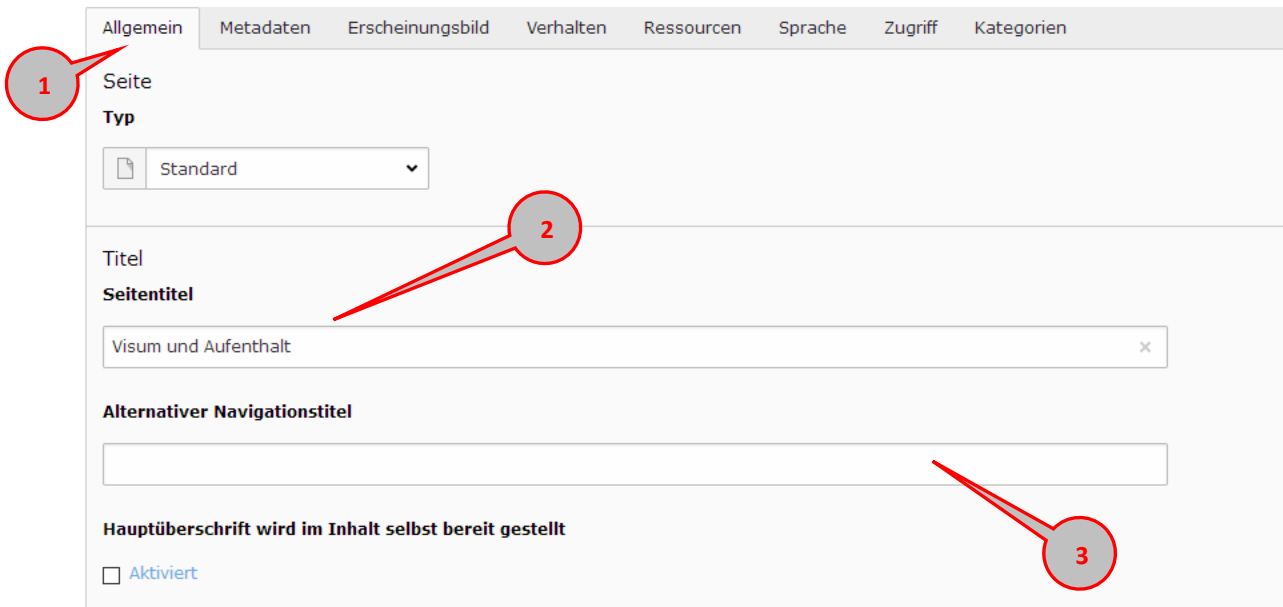 Allgemein Metadaten Erscheinungsbild Verhalten Ressourcen Sprache Zugriff Kategorien
1
Seite
Typ
Standard
2
Titel
Seitentitel
Visum und Aufenthalt ×
Alternativer Navigationstitel
Hauptüberschrift wird im Inhalt selbst bereit gestellt
3
Aktiviert